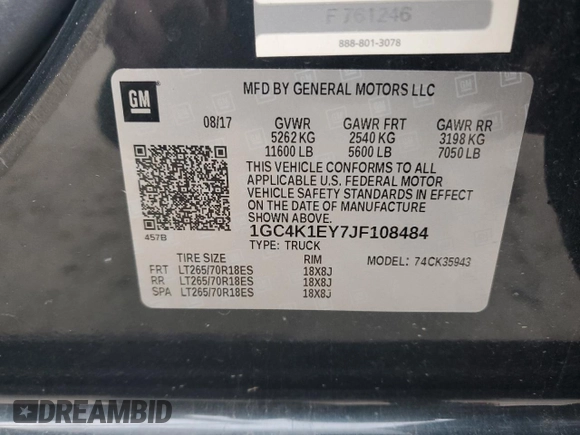 F761246
888-801-3078
GM
MFD BY GENERAL MOTORS LLC
08/17 GVWR GAWR FRT GAWR RR
5262 KG 2540 KG 3198 KG
11600 LB 5600 LB 7050 LB
THIS VEHICLE CONFORMS TO ALL
APPLICABLE U.S. FEDERAL MOTOR
VEHICLE SAFETY STANDARDS IN EFFECT
ON THE DATE OF MANUFACTURE
SHOWN ABOVE.
457B
1GC4K1EY7JF108484
TYPE: TRUCK
TIRE SIZE RIM MODEL: 74CK35943
FRT LT265/70R18ES 18X8J
RR LT265/70R18ES 18X8J
SPA LT265/70R18ES 18X8J
DREAMBID